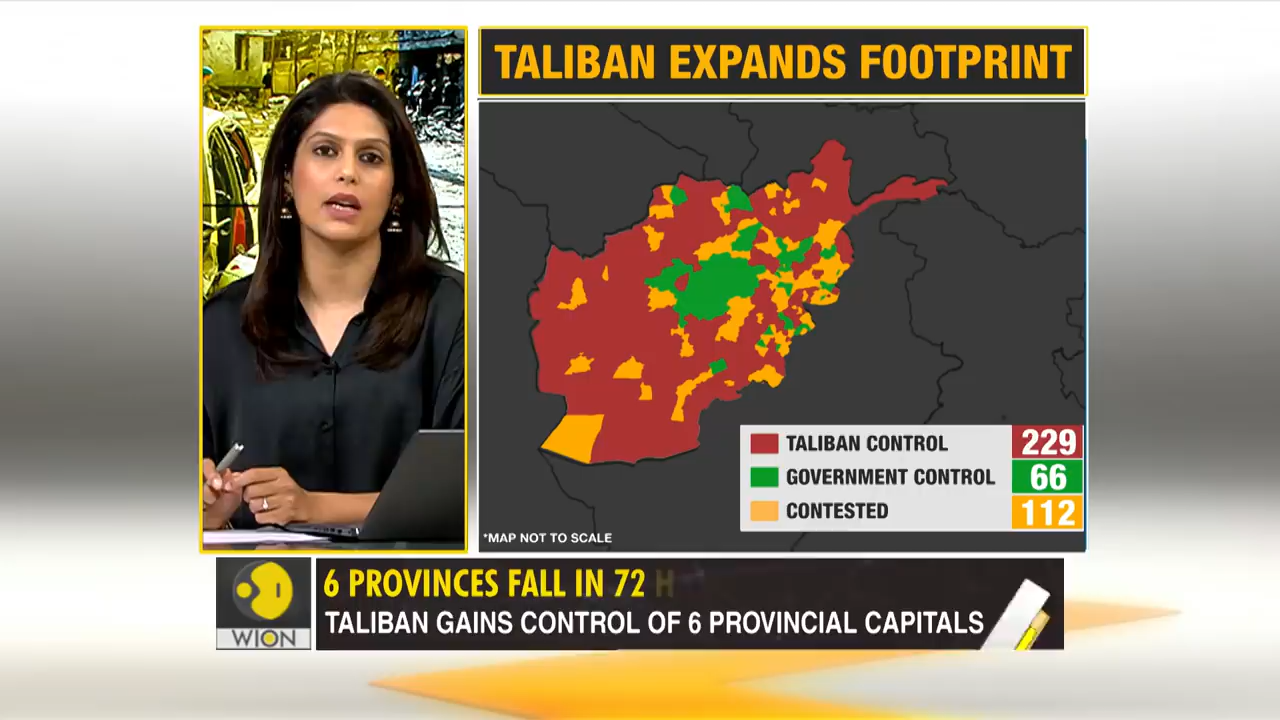 TALIBAN EXPANDS FOOTPRINT
TALIBAN CONTROL 229
GOVERNMENT CONTROL 66
CONTESTED 112
*MAP NOT TO SCALE
6 PROVINCES FALL IN 72 H
TALIBAN GAINS CONTROL OF 6 PROVINCIAL CAPITALS
WION